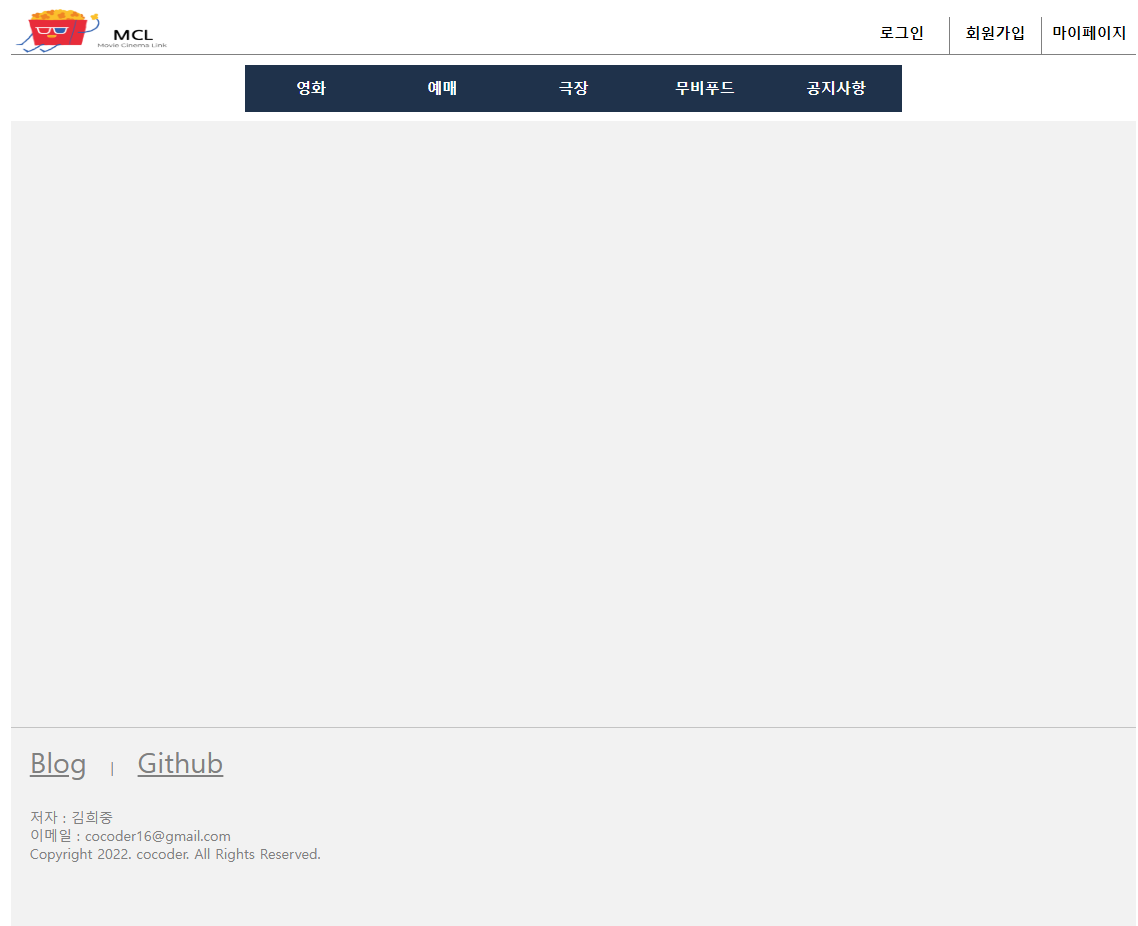 MCL
Movie Cinema Link
로그인 회원가입 마이페이지
영화 예매 극장 무비푸드 공지사항
Blog | Github
저자 : 김희중
이메일 : cocoder16@gmail.com
Copyright 2022. cocoder. All Rights Reserved.